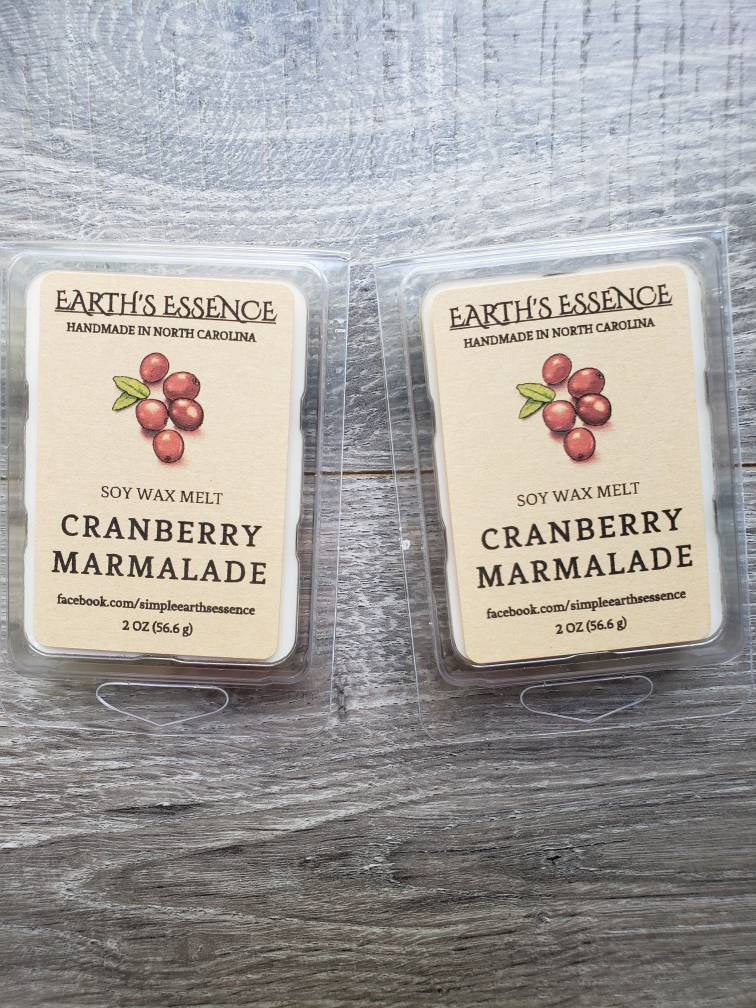 EARTH'S ESSENCE
HANDMADE IN NORTH CAROLINA
SOY WAX MELT
CRANBERRY
MARMALADE
facebook.com/simpleearthsessence
2 OZ (56.6 g)
EARTH'S ESSENCE
HANDMADE IN NORTH CAROLINA
SOY WAX MELT
CRANBERRY
MARMALADE
facebook.com/simpleearthsessence
2 OZ (56.6 g)